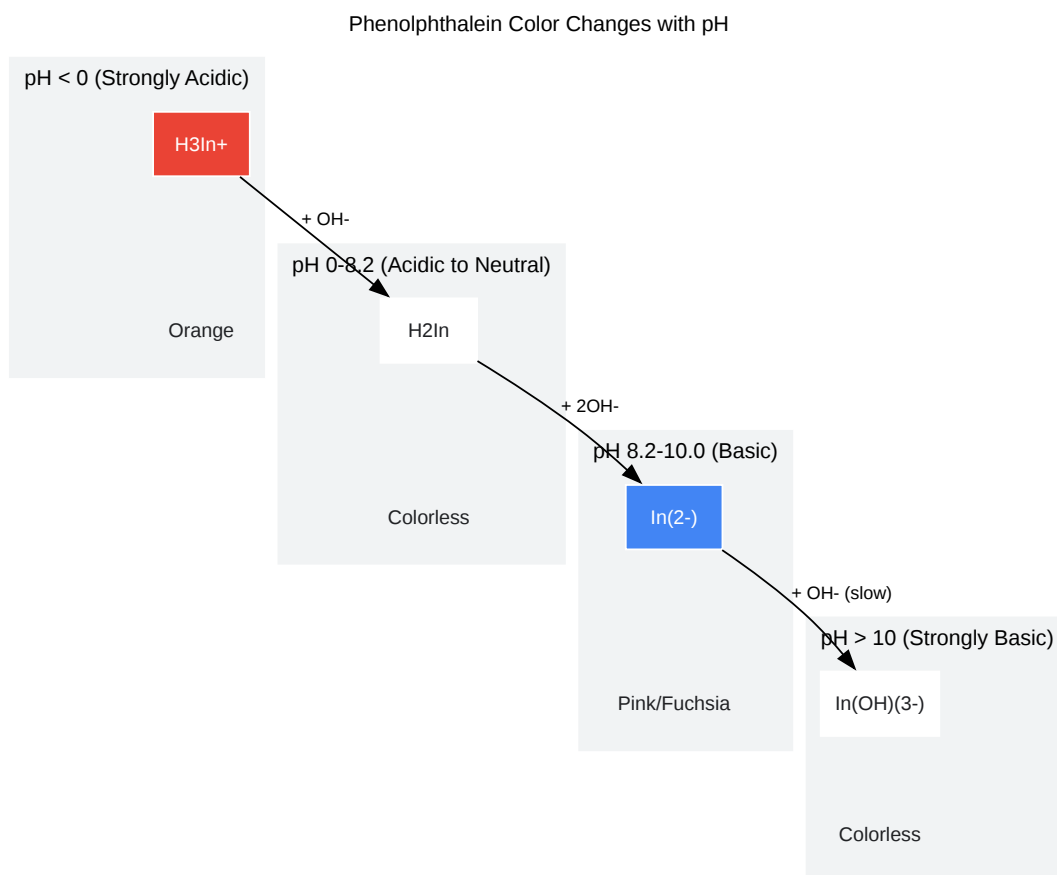 Phenolphthalein Color Changes with pH
pH < 0 (Strongly Acidic)
H3In+
+ OH-
Orange
pH 0-8.2 (Acidic to Neutral)
H2In
+ 2OH-
Colorless
pH 8.2-10.0 (Basic)
In(2-)
+ OH- (slow)
Pink/Fuchsia
pH > 10 (Strongly Basic)
In(OH)(3-)
Colorless